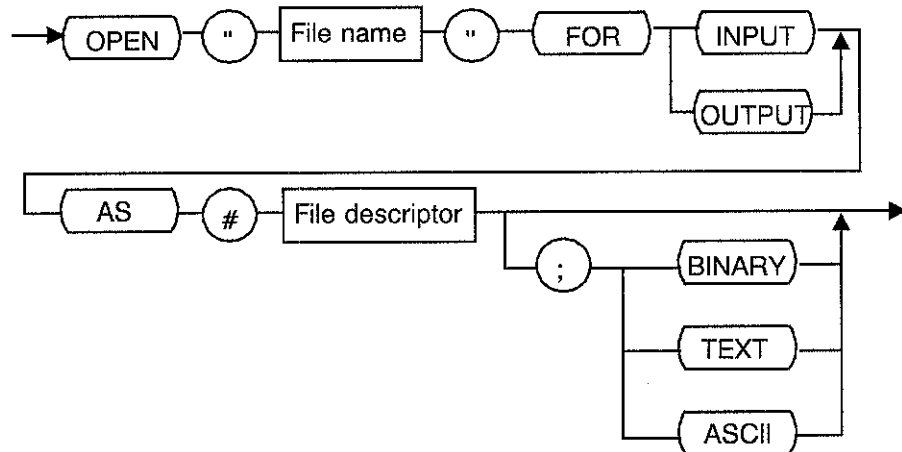 OPEN " File name " FOR INPUT
OUTPUT
AS # File descriptor
; BINARY
TEXT
ASCII